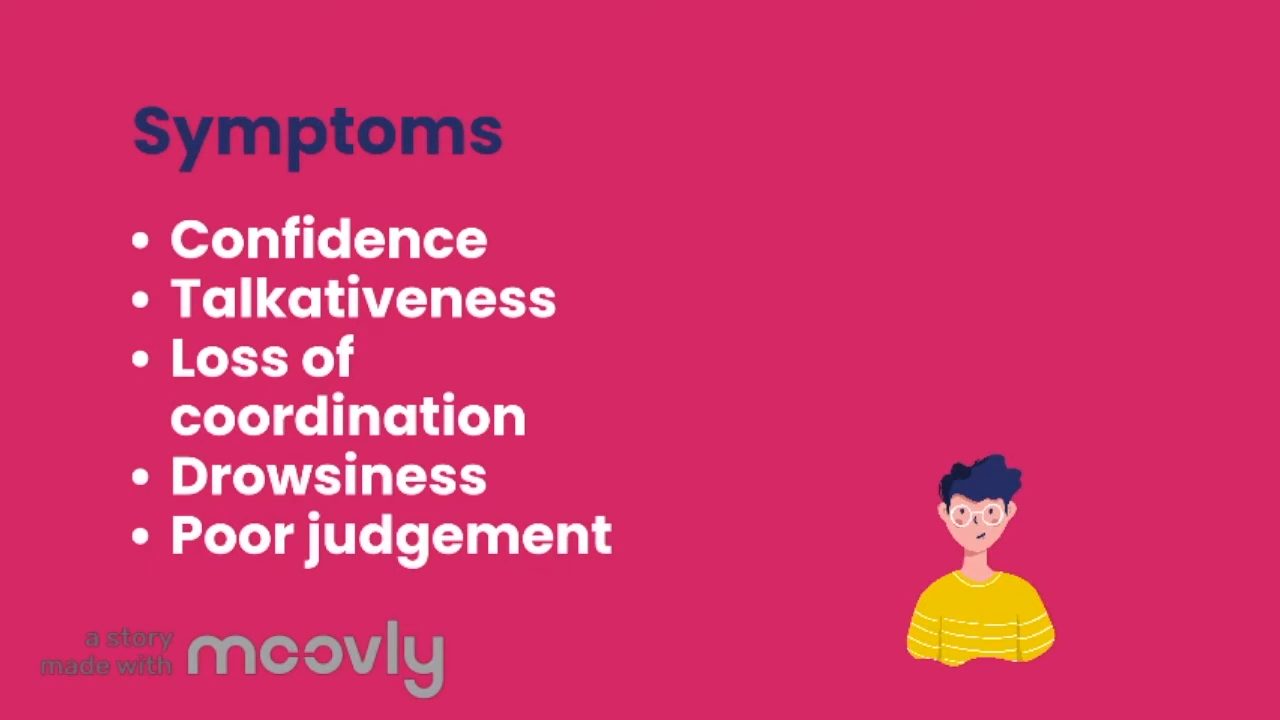 Symptoms
• Confidence
• Talkativeness
• Loss of
coordination
• Drowsiness
• Poor judgement
a story
made with
moovly